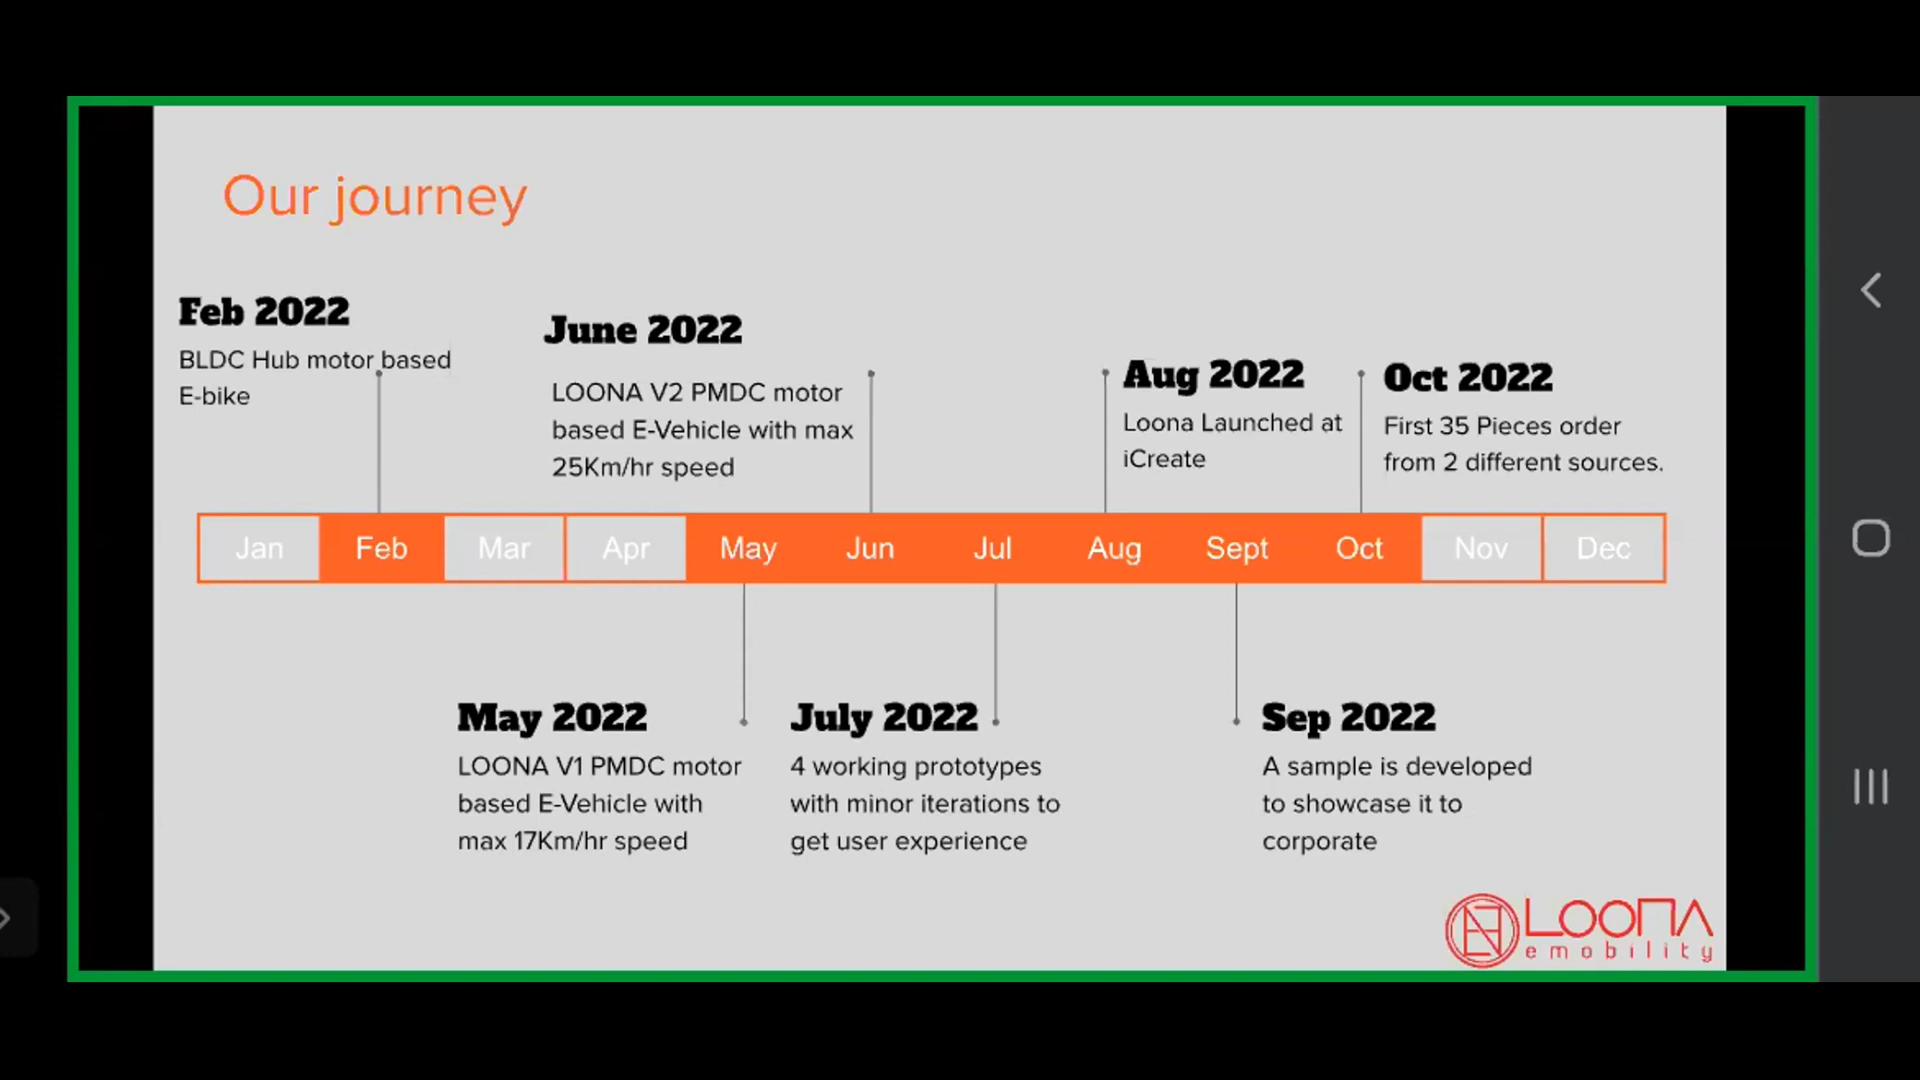 Our journey
Feb 2022
BLDC Hub motor based
E-bike
June 2022
LOONA V2 PMDC motor
based E-Vehicle with max
25Km/hr speed
Aug 2022
Loona Launched at
iCreate
Oct 2022
First 35 Pieces order
from 2 different sources.
Jan Feb Mar Apr May Jun Jul Aug Sept Oct Nov Dec
May 2022
LOONA V1 PMDC motor
based E-Vehicle with
max 17Km/hr speed
July 2022
4 working prototypes
with minor iterations to
get user experience
Sep 2022
A sample is developed
to showcase it to
corporate
LOONA
emobility